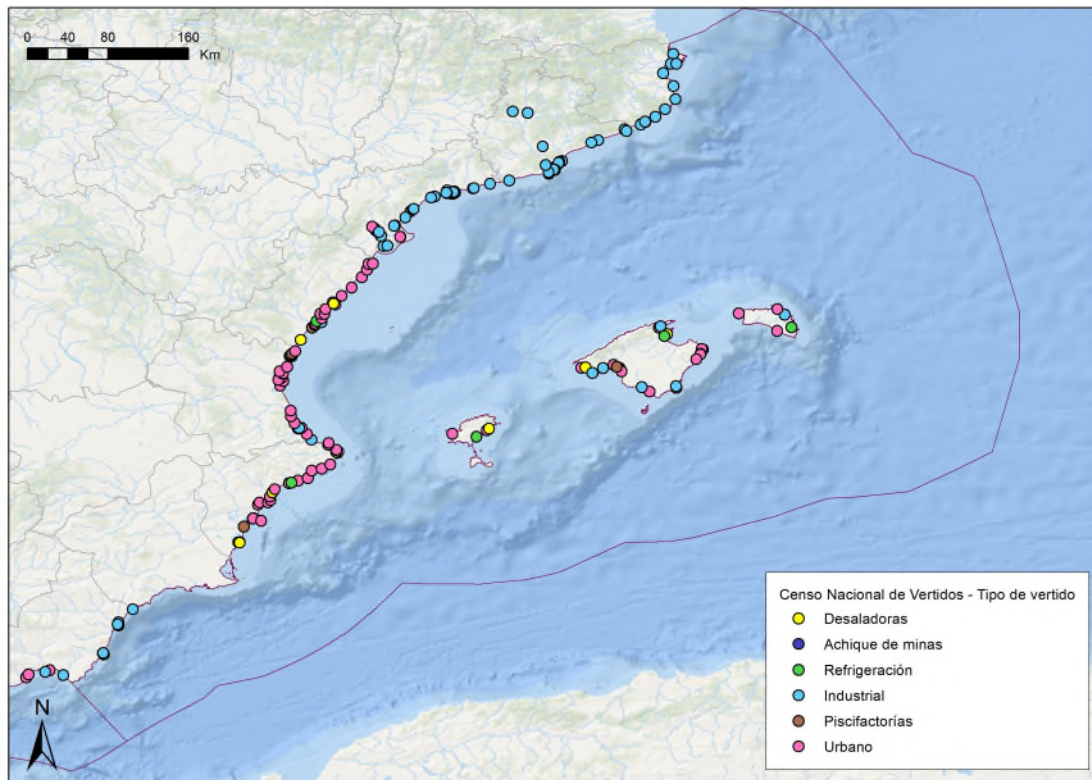 0 40 80 160
Km
Censo Nacional de Vertidos - Tipo de vertido
Desaladoras
Achique de minas
Refrigeración
Industrial
Piscifactorías
Urbano
N